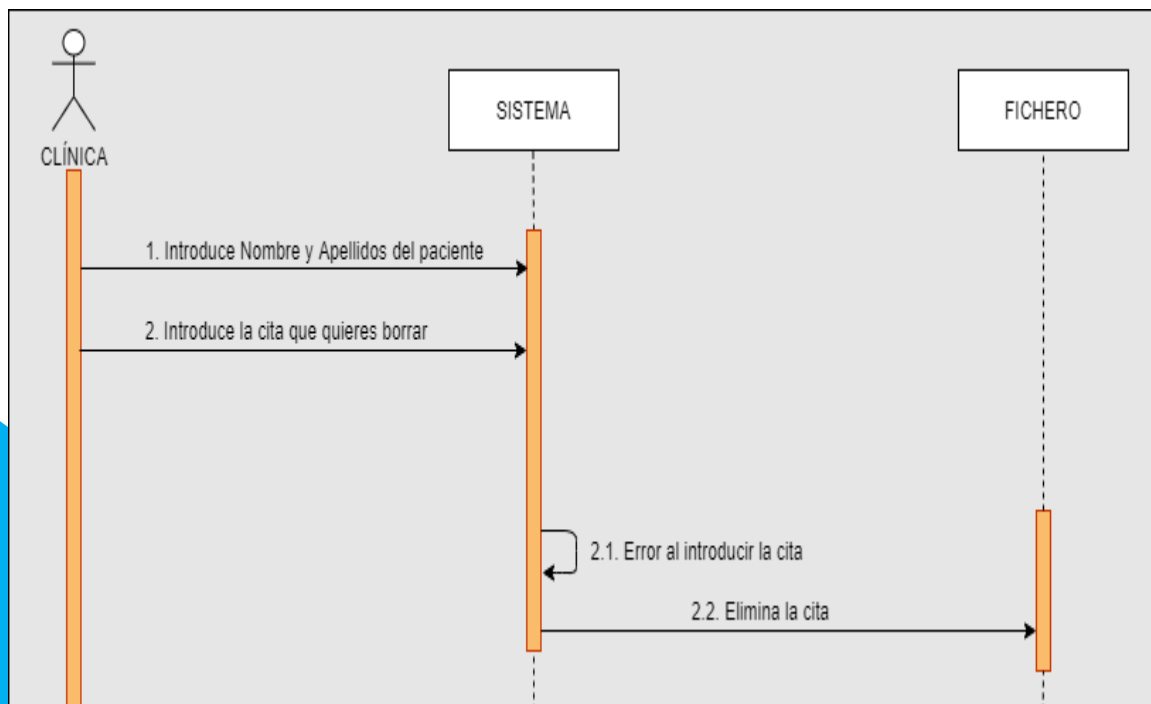 SISTEMA
FICHERO
CLÍNICA
1. Introduce Nombre y Apellidos del paciente
2. Introduce la cita que quieres borrar
2.1. Error al introducir la cita
2.2. Elimina la cita